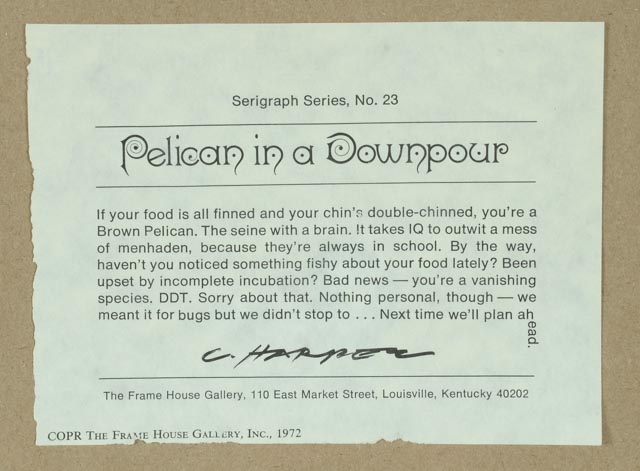 Serigraph Series, No. 23
Pelican in a Downpour
If your food is all finned and your chin's double-chinned, you're a
Brown Pelican. The seine with a brain. It takes IQ to outwit a mess
of menhaden, because they're always in school. By the way,
haven't you noticed something fishy about your food lately? Been
upset by incomplete incubation? Bad news — you're a vanishing
species. DDT. Sorry about that. Nothing personal, though — we
meant it for bugs but we didn't stop to . . . Next time we'll plan ahead.
C. HARPER
The Frame House Gallery, 110 East Market Street, Louisville, Kentucky 40202
COPR THE FRAME HOUSE GALLERY, INC., 1972